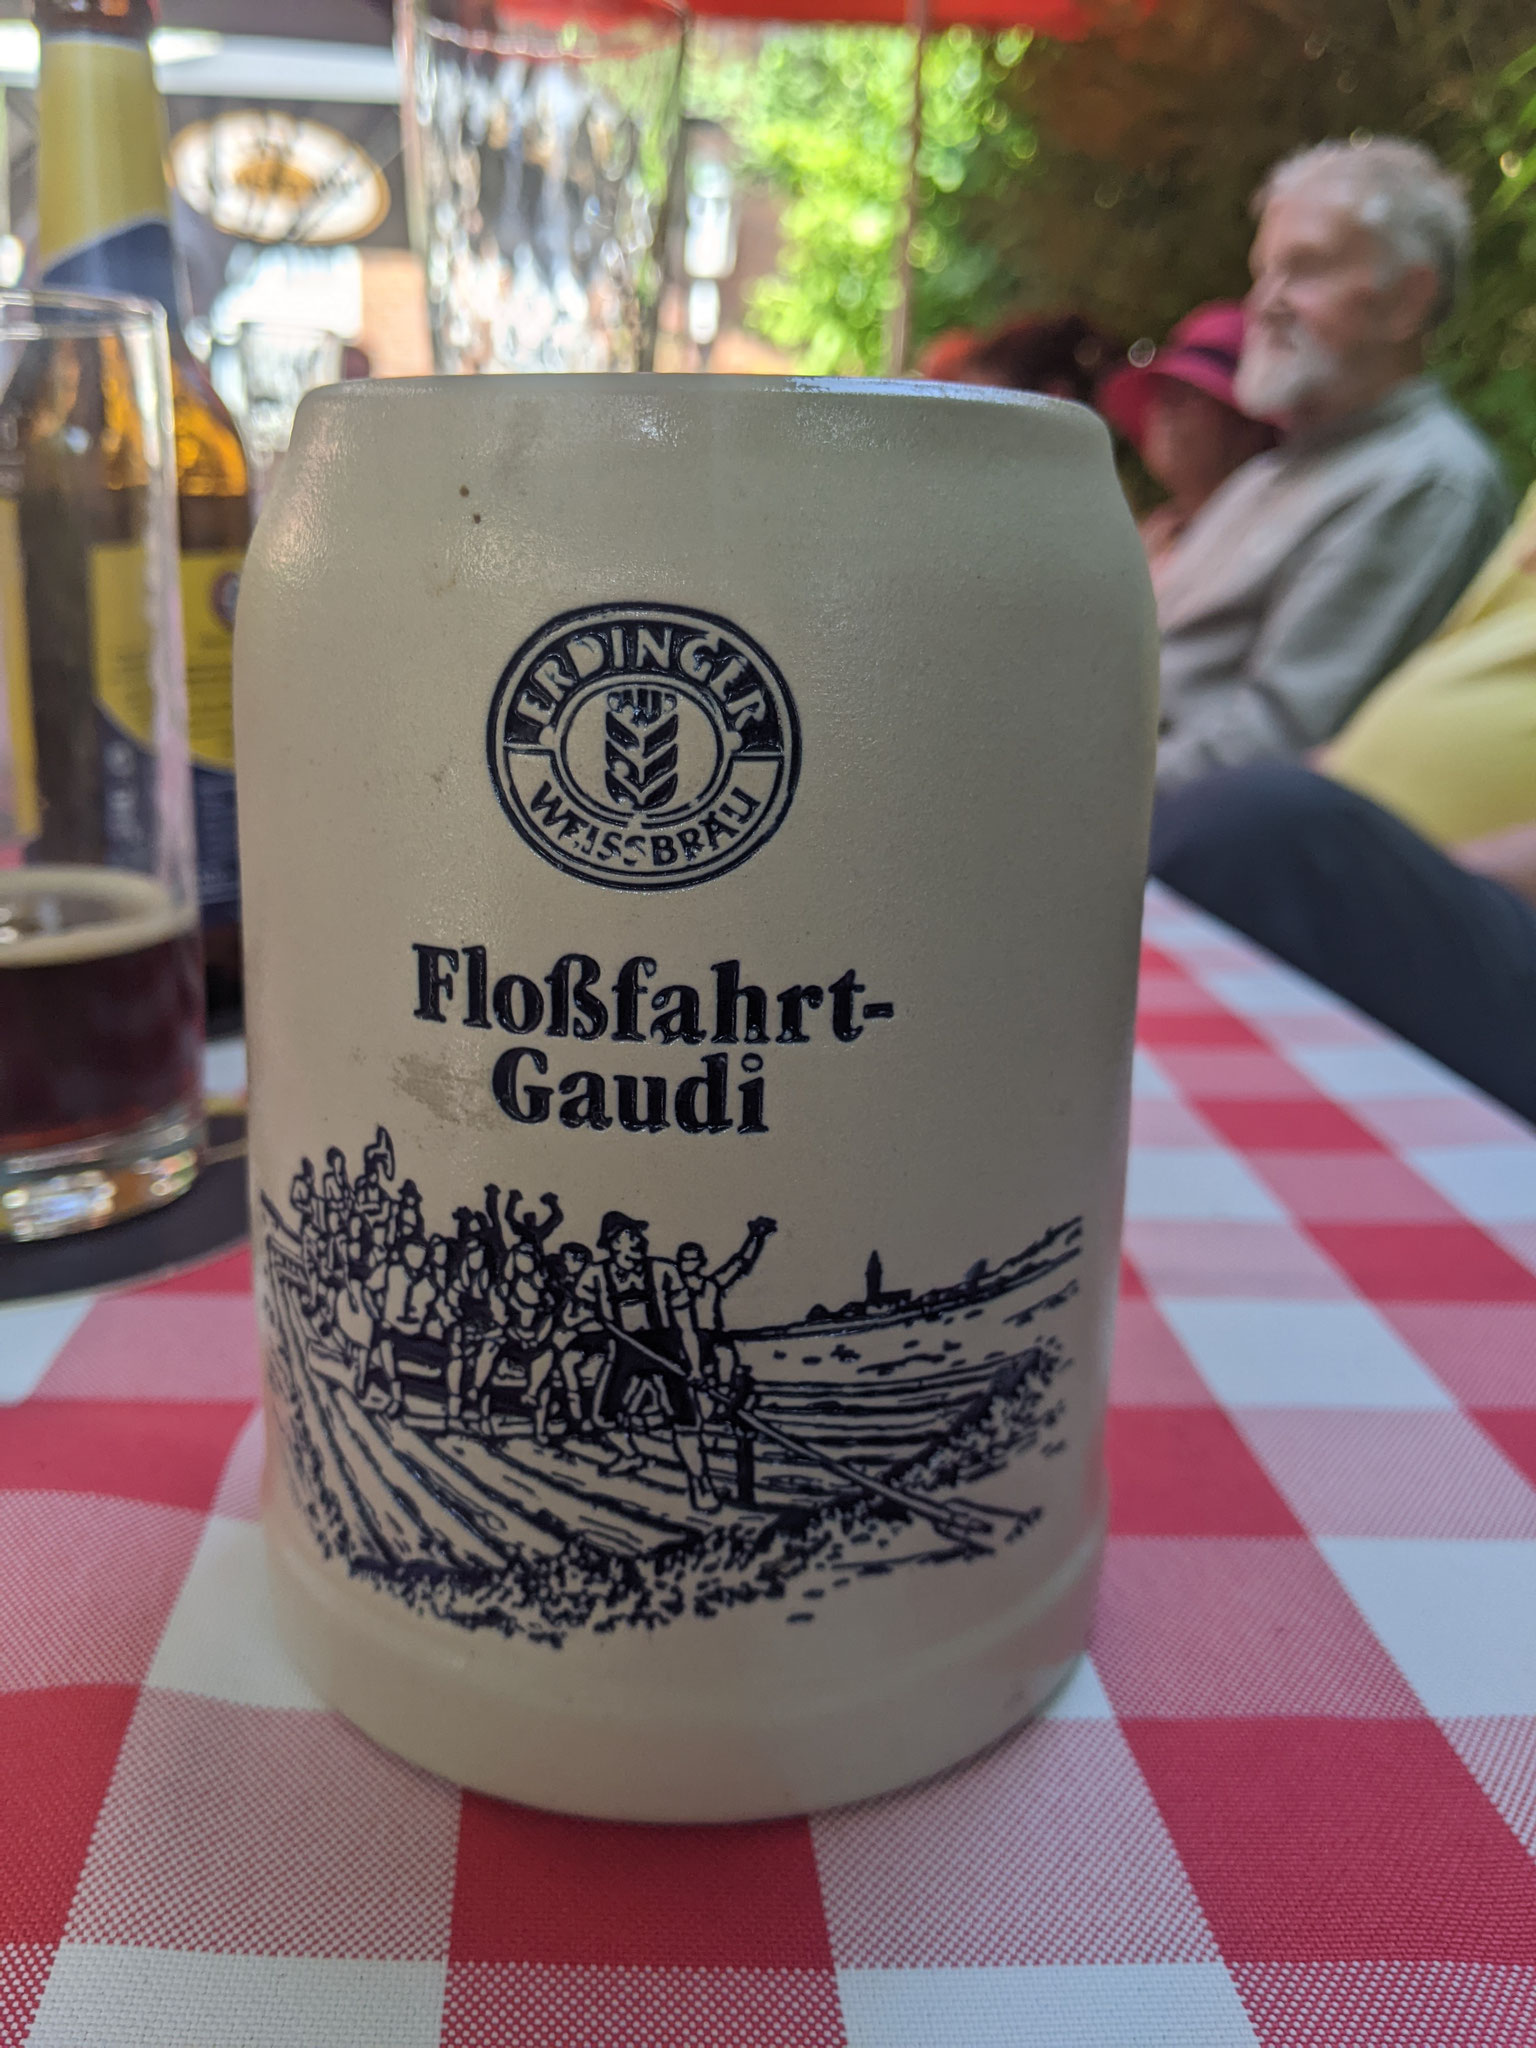 ERDINGER
WEISSBRÄU
Floßfahrt-
Gaudi